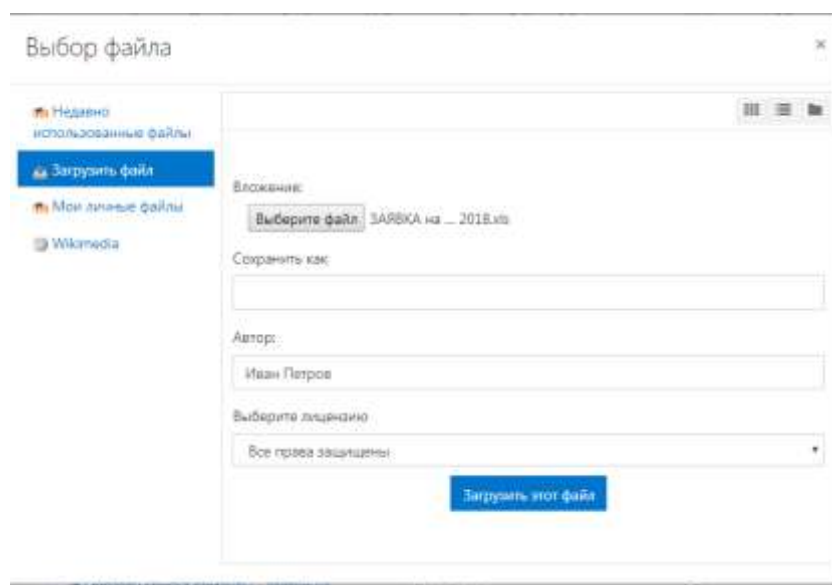 Выбор файла
×
Недавно
использованные файлы
Загрузить файл
Мои личные файлы
Wikimedia
Вложение:
Выберите файл ЗАЯВКА на ... 2018.xls
Сохранить как:
Автор:
Иван Петров
Выберите лицензию
Все права защищены
Загрузить этот файл